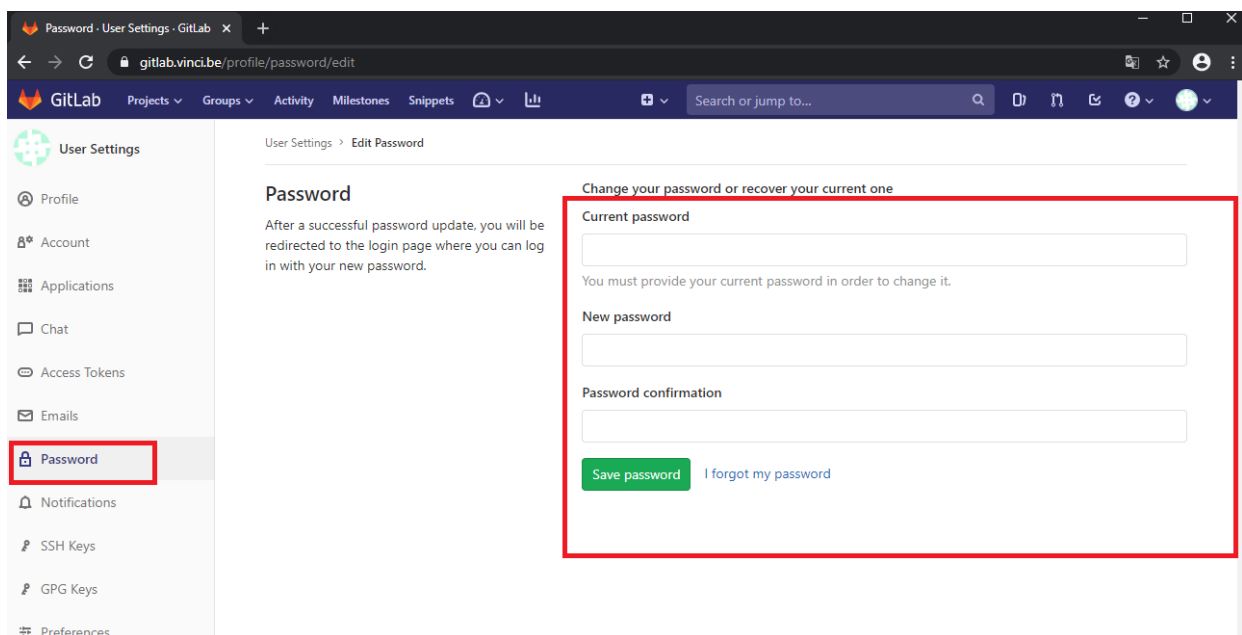 Password · User Settings · GitLab
gitlab.vinci.be/profile/password/edit
GitLab Projects Groups Activity Milestones Snippets Search or jump to...
User Settings
Profile
Account
Applications
Chat
Access Tokens
Emails
Password
Notifications
SSH Keys
GPG Keys
Preferences
User Settings > Edit Password
Password
After a successful password update, you will be
redirected to the login page where you can log
in with your new password.
Change your password or recover your current one
Current password
You must provide your current password in order to change it.
New password
Password confirmation
Save password I forgot my password